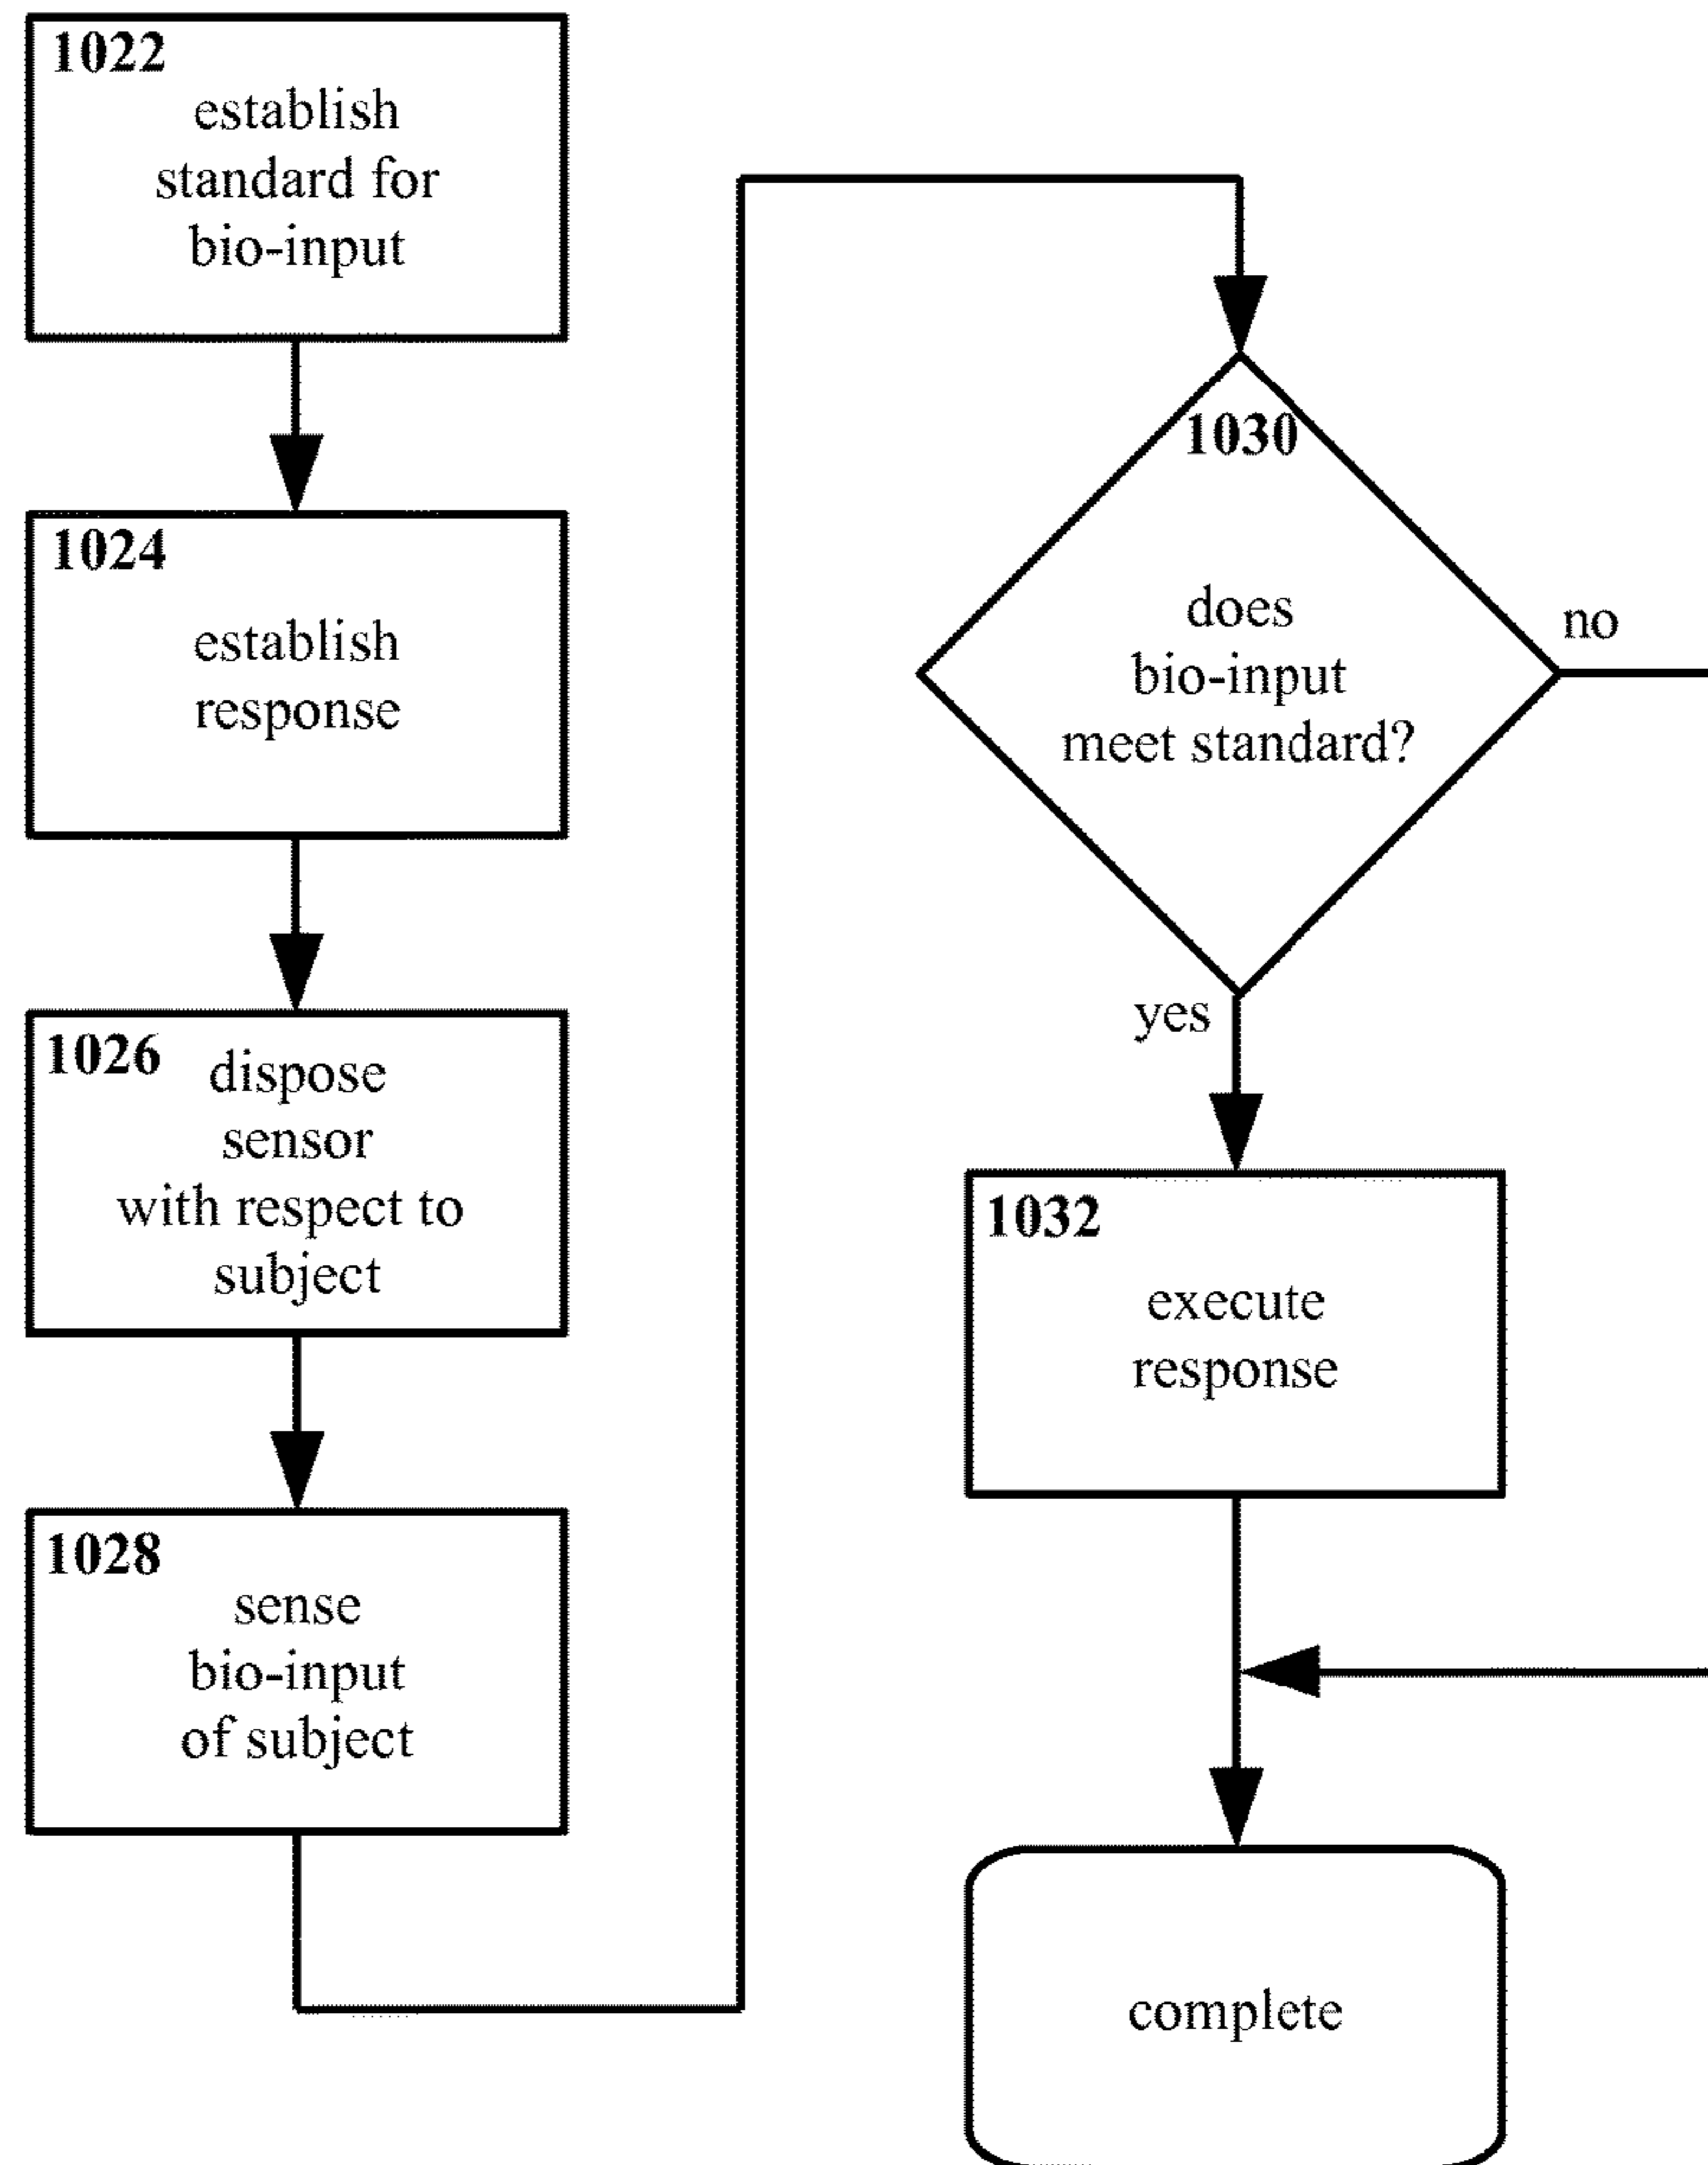 1022
establish
standard for
bio-input
1024
establish
response
1026
dispose
sensor
with respect to
subject
1028
sense
bio-input
of subject
1030
does
bio-input
meet standard?
no
yes
1032
execute
response
complete